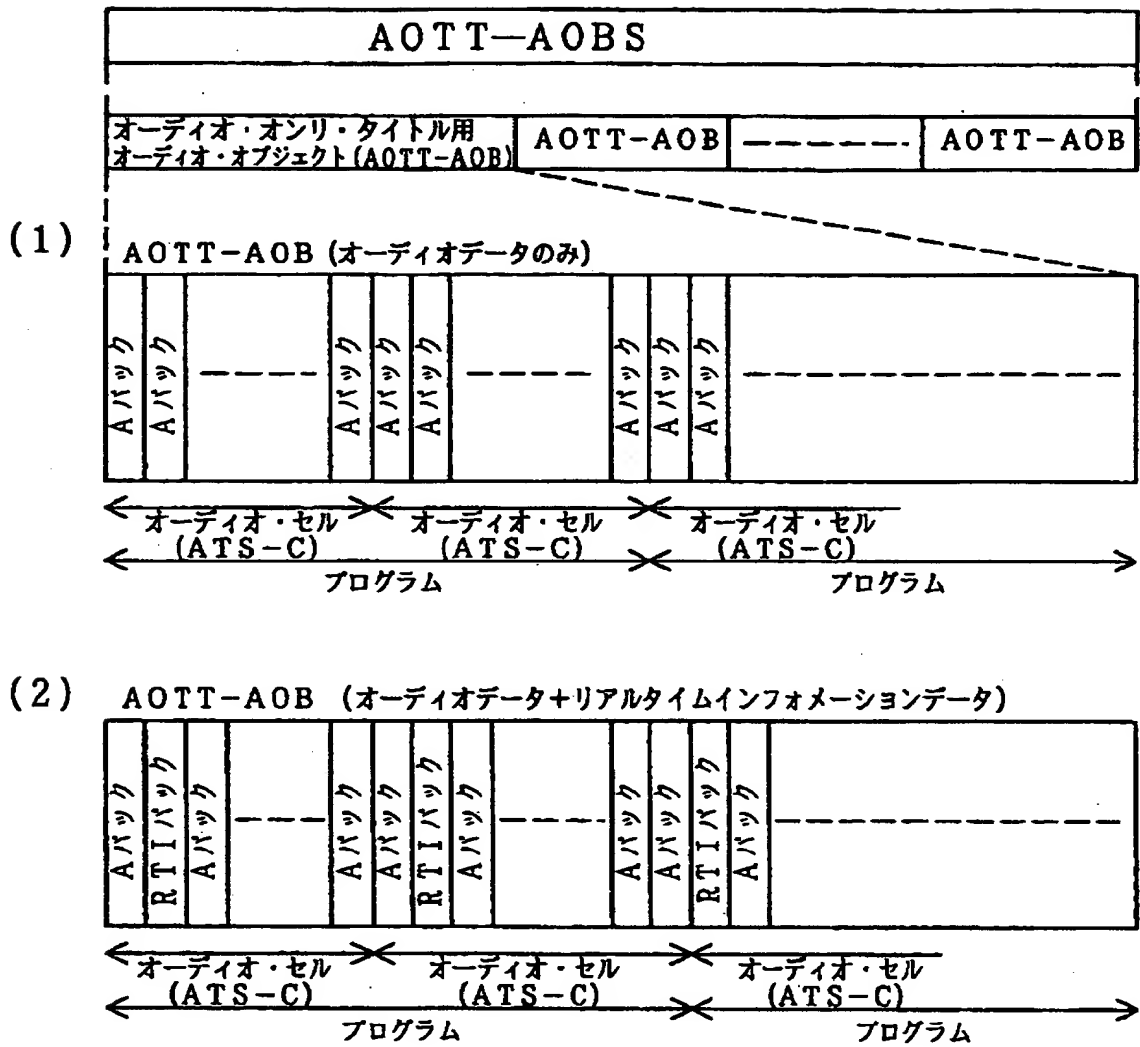 AOTT—AOBS
オーディオ・オンリ・タイトル用
オーディオ・オブジェクト(AOTT-AOB)
AOTT-AOB
AOTT-AOB
(1)
AOTT-AOB (オーディオデータのみ)
Aパック
Aパック
Aパック
Aパック
Aパック
Aパック
Aパック
Aパック
オーディオ・セル
(ATS-C)
オーディオ・セル
(ATS-C)
オーディオ・セル
(ATS-C)
プログラム
プログラム
(2)
AOTT-AOB (オーディオデータ+リアルタイムインフォメーションデータ)
Aパック
RTIパック
Aパック
Aパック
Aパック
RTIパック
Aパック
Aパック
Aパック
RTIパック
Aパック
オーディオ・セル
(ATS-C)
オーディオ・セル
(ATS-C)
オーディオ・セル
(ATS-C)
プログラム
プログラム